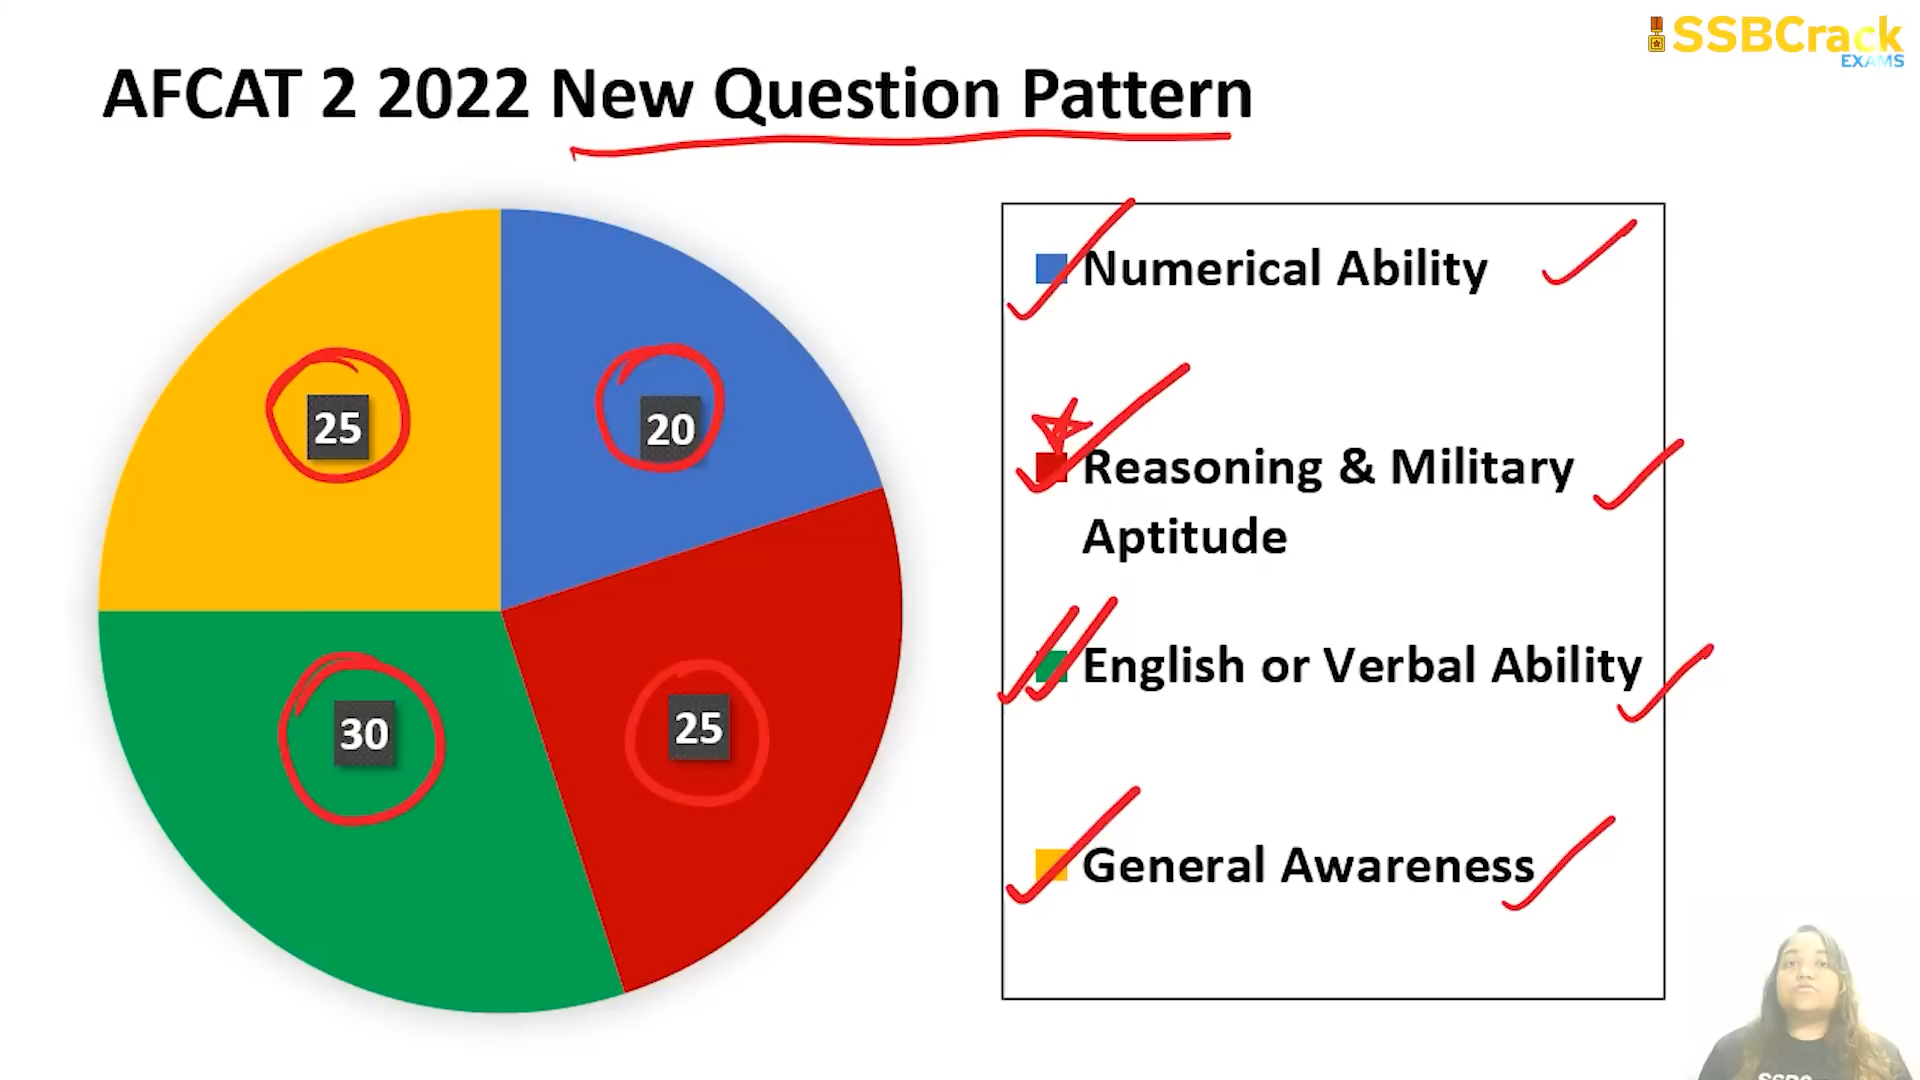 SSBCrack
EXAMS
AFCAT 2 2022 New Question Pattern
25
20
30
25
Numerical Ability
Reasoning & Military
Aptitude
English or Verbal Ability
General Awareness